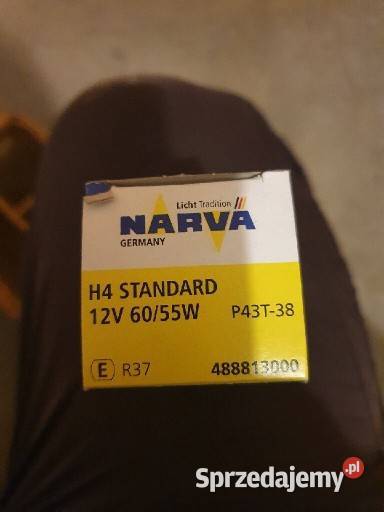 Licht Tradition
NARVA
GERMANY
H4 STANDARD
12V 60/55W P43T-38
E R37 488813000
Sprzedajemy.pl